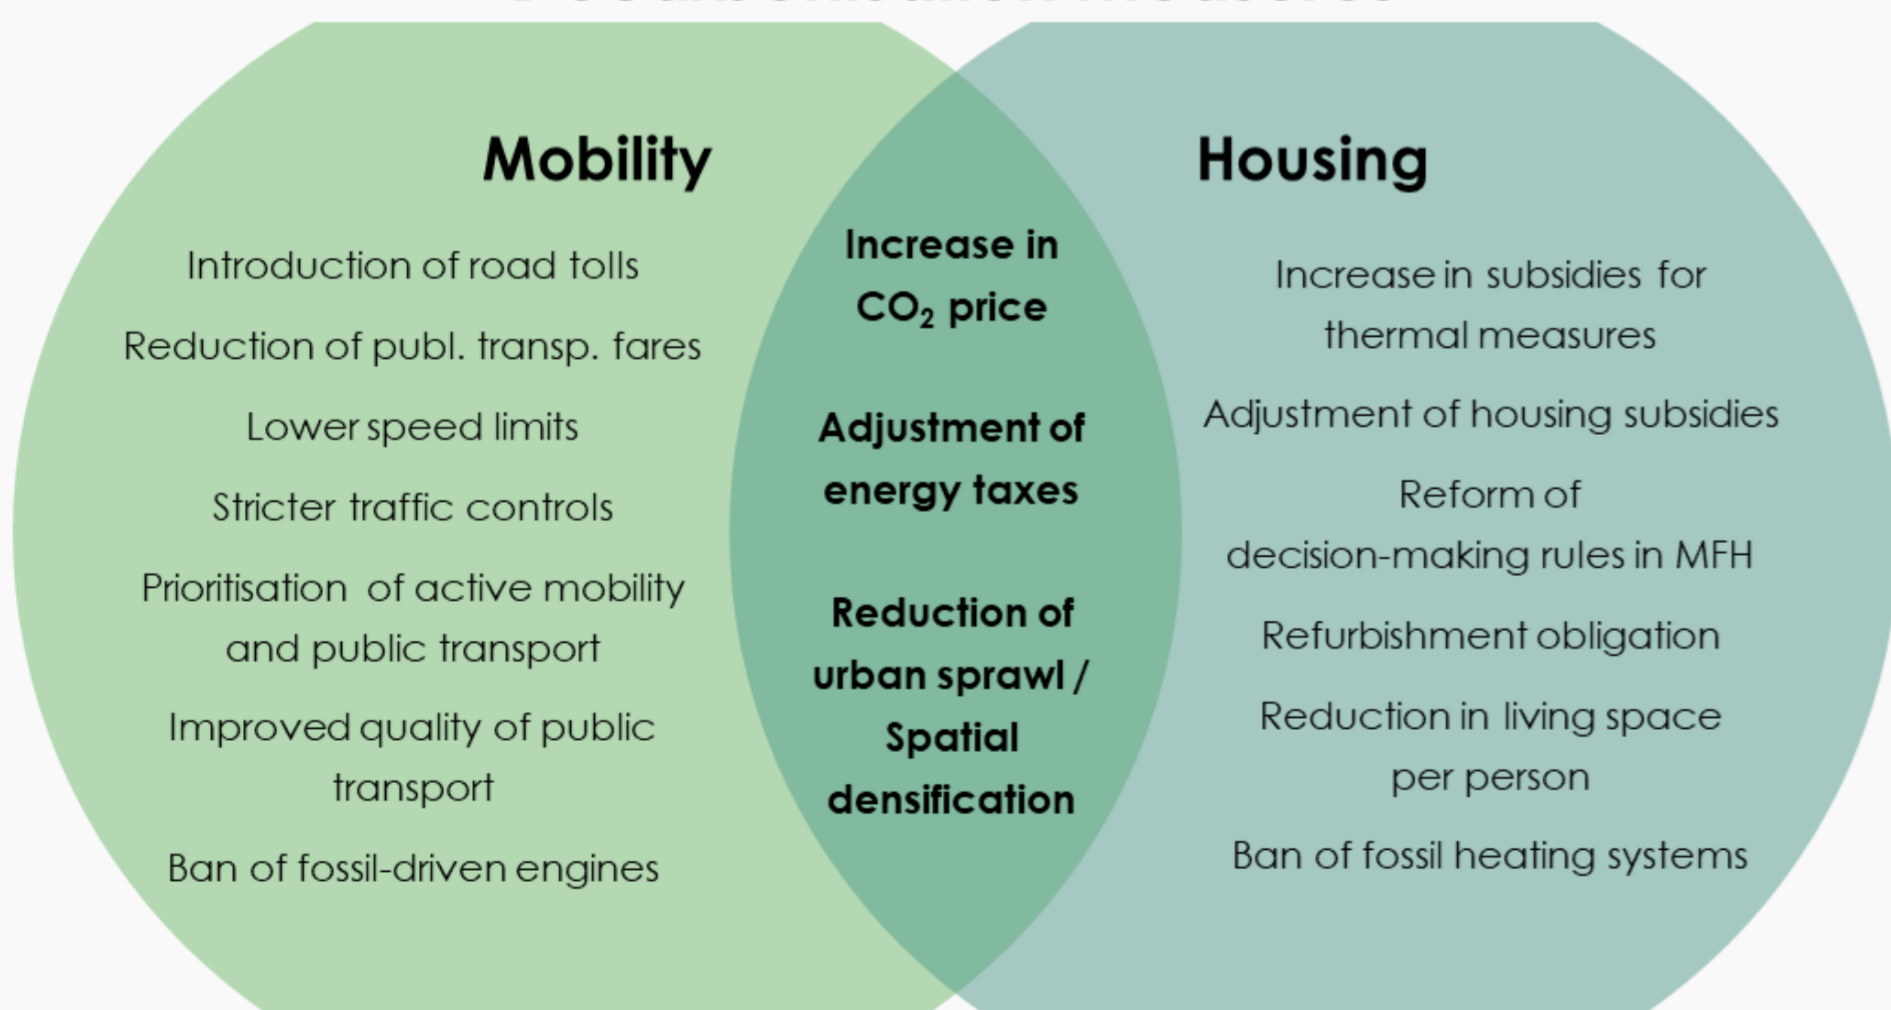 Mobility
Introduction of road tolls
Reduction of publ. transp. fares
Lower speed limits
Stricter traffic controls
Prioritisation of active mobility
and public transport
Improved quality of public
transport
Ban of fossil-driven engines
Increase in
CO₂ price
Adjustment of
energy taxes
Reduction of
urban sprawl /
Spatial
densification
Housing
Increase in subsidies for
thermal measures
Adjustment of housing subsidies
Reform of
decision-making rules in MFH
Refurbishment obligation
Reduction in living space
per person
Ban of fossil heating systems